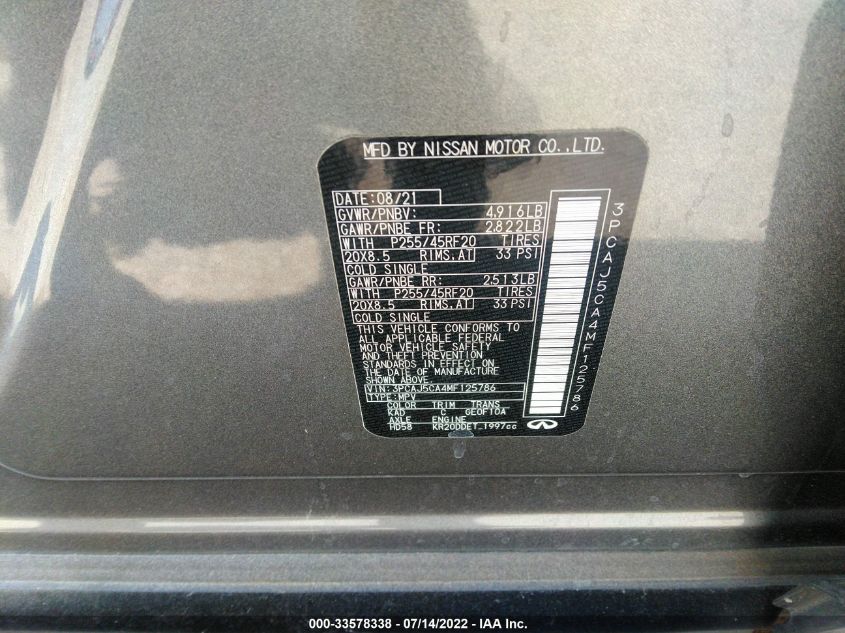 MFD BY NISSAN MOTOR CO.,LTD.
DATE:08/21
GVWR/PNBV: 4,916LB
GAWR/PNBE FR: 2,822LB
WITH P255/45RF20 TIRES
20X8.5 RIMS,AT 33 PSI
COLD SINGLE
GAWR/PNBE RR: 2,513LB
WITH P255/45RF20 TIRES
20X8.5 RIMS,AT 33 PSI
COLD SINGLE
THIS VEHICLE CONFORMS TO
ALL APPLICABLE FEDERAL
MOTOR VEHICLE SAFETY
AND THEFT PREVENTION
STANDARDS IN EFFECT ON
THE DATE OF MANUFACTURE
SHOWN ABOVE.
VIN:3PCAJ5CA4MF125786
TYPE:MPV
COLOR TRIM TRANS
KAD C GE0F10A
AXLE ENGINE
HD58 KR20DDET 1997cc
3PCAJ5CA4MF125786
000-33578338 - 07/14/2022 - IAA Inc.